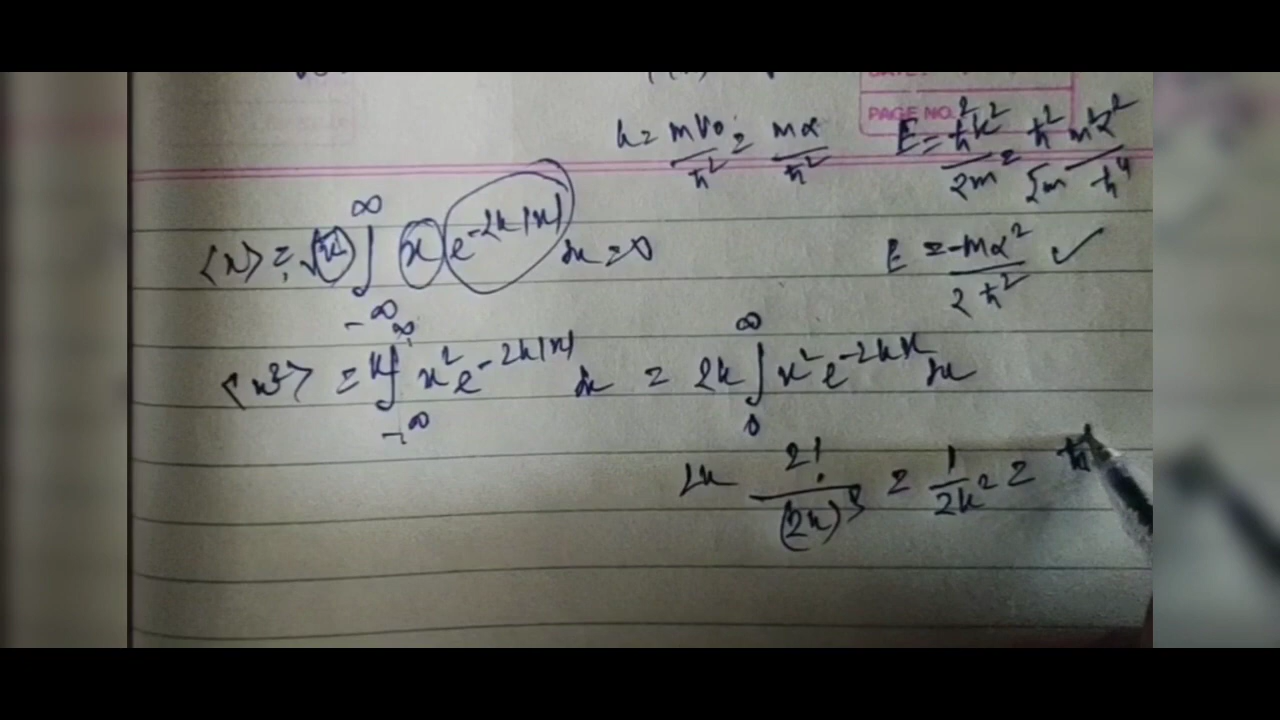 PAGE NO.
k = mV₀/ħ² = mα/ħ²
E = ħ²k²/2m = ħ²/2m m²α²/ħ⁴
⟨x⟩ = ∫_{-∞}^{∞} x e^{-2k|x|} dx = 0
E = -mα²/2ħ² ✓
⟨x²⟩ = k∫_{-∞}^{∞} x² e^{-2k|x|} dx = 2k ∫_{0}^{∞} x² e^{-2kx} dx
2k 2!/(2k)³ = 1/2k² = ħ